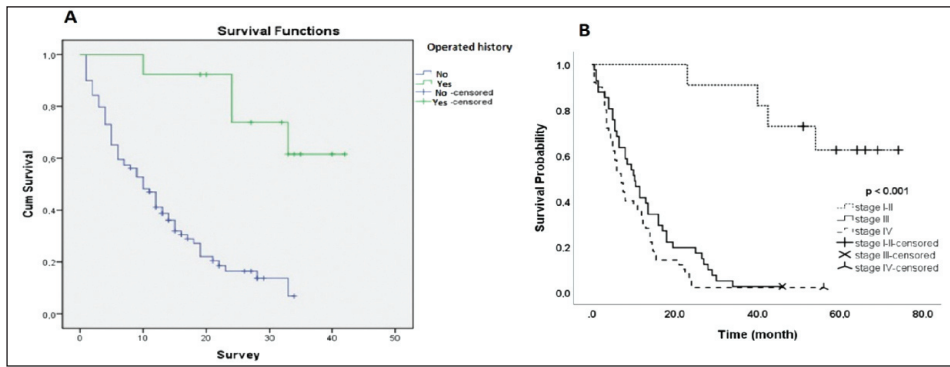 A
Survival Functions
Operated history
No
Yes
No -censored
Yes -censored
Cum Survival
1,0
0,8
0,6
0,4
0,2
0,0
0 10 20 30 40 50
Survey
B
Survival Probability
1.0
0.8
0.6
0.4
0.2
0.0
p < 0.001
stage I-II
stage III
stage IV
stage I-II-censored
stage III-censored
stage IV-censored
.0 20.0 40.0 60.0 80.0
Time (month)